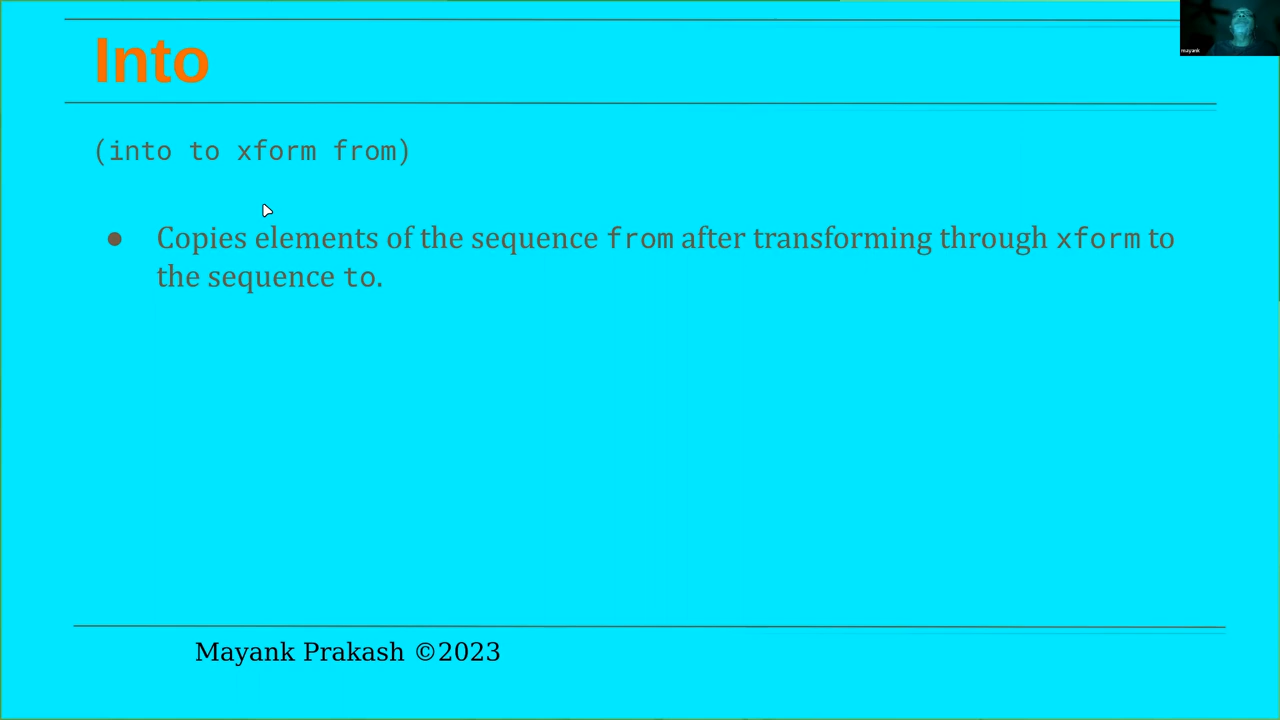 Into
mayank
(into to xform from)
● Copies elements of the sequence from after transforming through xform to
the sequence to.
Mayank Prakash ©2023